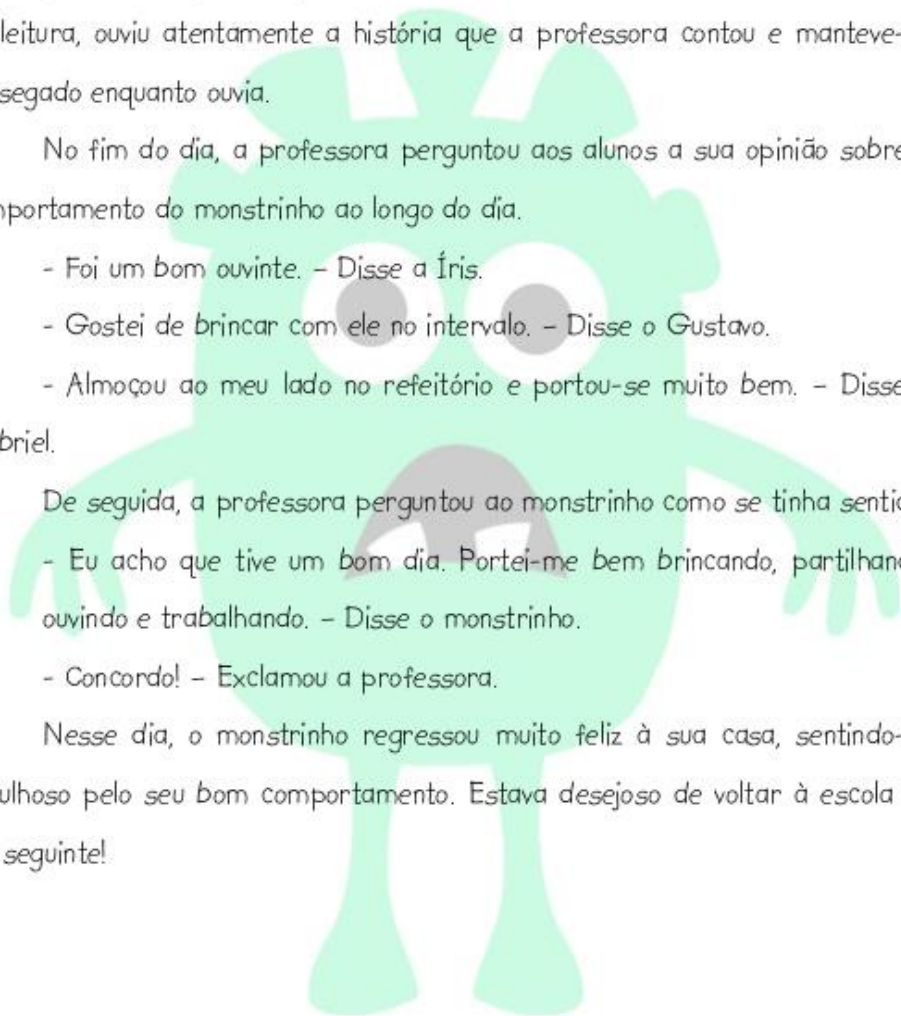 leitura, ouviu atentamente a história que a professora contou e manteve-
segado enquanto ouvia.
No fim do dia, a professora perguntou aos alunos a sua opinião sobre
portamento do monstrinho ao longo do dia.
- Foi um bom ouvinte. – Disse a Íris.
- Gostei de brincar com ele no intervalo. – Disse o Gustavo.
- Almoçou ao meu lado no refeitório e portou-se muito bem. – Disse
briel.
De seguida, a professora perguntou ao monstrinho como se tinha sentid
- Eu acho que tive um bom dia. Portei-me bem brincando, partilhand
ouvindo e trabalhando. – Disse o monstrinho.
- Concordo! – Exclamou a professora.
Nesse dia, o monstrinho regressou muito feliz à sua casa, sentindo-
ulhoso pelo seu bom comportamento. Estava desejoso de voltar à escola
seguinte!